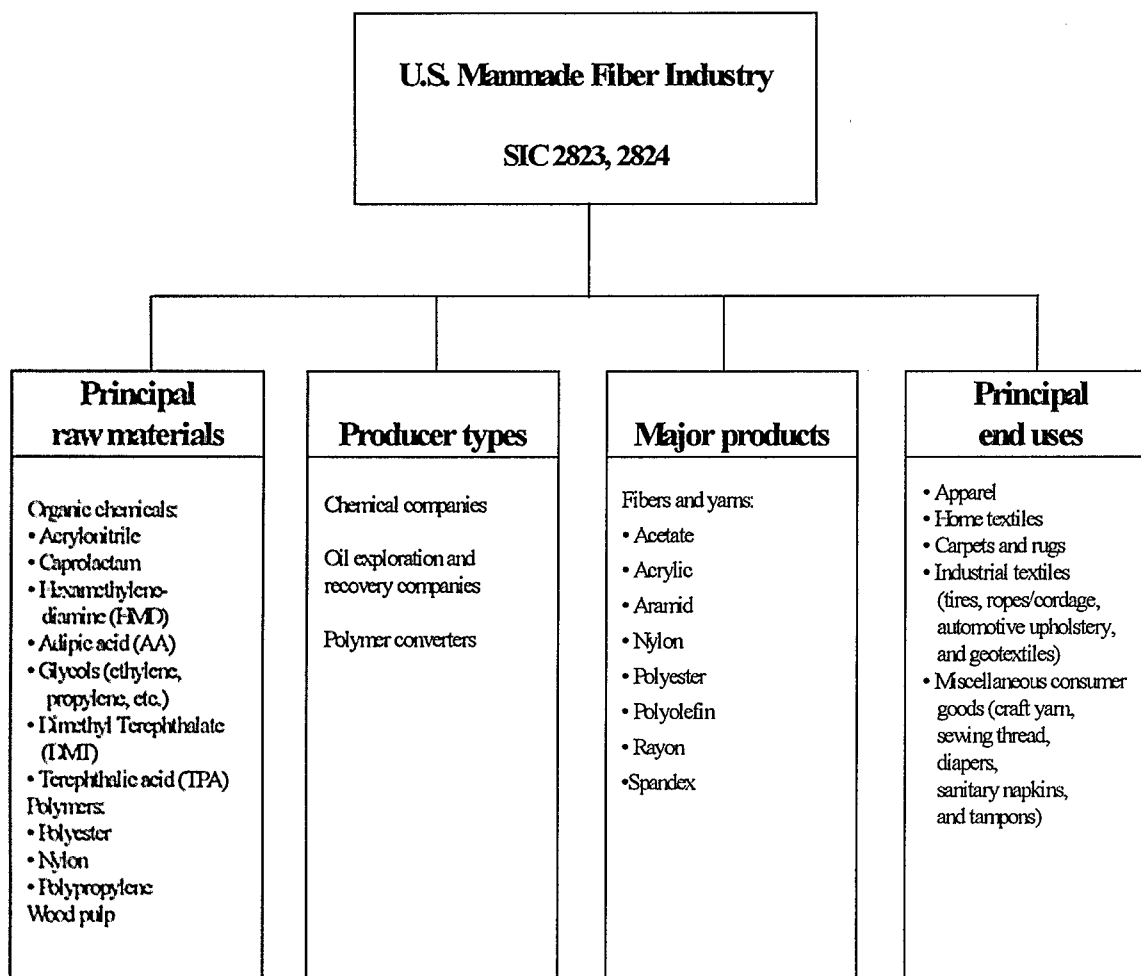 U.S. Manmade Fiber Industry
SIC 2823, 2824
Principal
raw materials
Organic chemicals:
• Acrylonitrile
• Caprolactam
• Hexamethylene-
diamine (HMD)
• Adipic acid (AA)
• Glycols (ethylene,
propylene, etc.)
• Dimethyl Terephthalate
(DMT)
• Terephthalic acid (TPA)
Polymers:
• Polyester
• Nylon
• Polypropylene
Wood pulp
Producer types
Chemical companies
Oil exploration and
recovery companies
Polymer converters
Major products
Fibers and yarns:
• Acetate
• Acrylic
• Aramid
• Nylon
• Polyester
• Polyolefin
• Rayon
•Spandex
Principal
end uses
• Apparel
• Home textiles
• Carpets and rugs
• Industrial textiles
(tires, ropes/cordage,
automotive upholstery,
and geotextiles)
• Miscellaneous consumer
goods (craft yarn,
sewing thread,
diapers,
sanitary napkins,
and tampons)